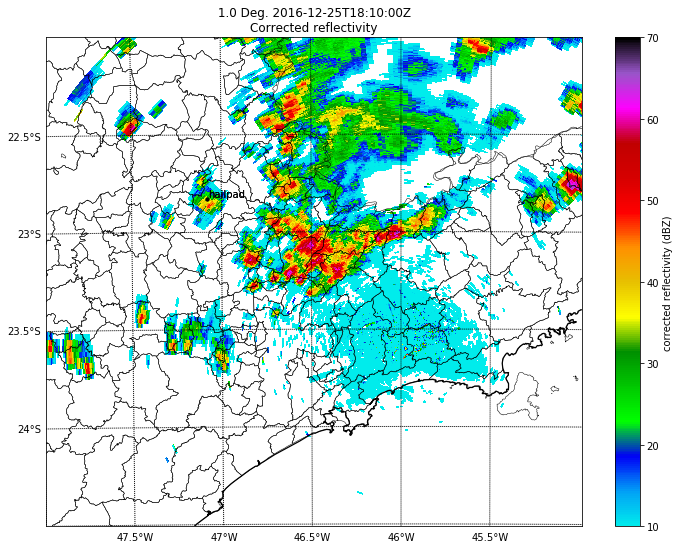 1.0 Deg. 2016-12-25T18:10:00Z
Corrected reflectivity
22.5°S
23°S
23.5°S
24°S
47.5°W
47°W
46.5°W
46°W
45.5°W
hailpad
70
60
50
40
30
20
10
corrected reflectivity (dBZ)